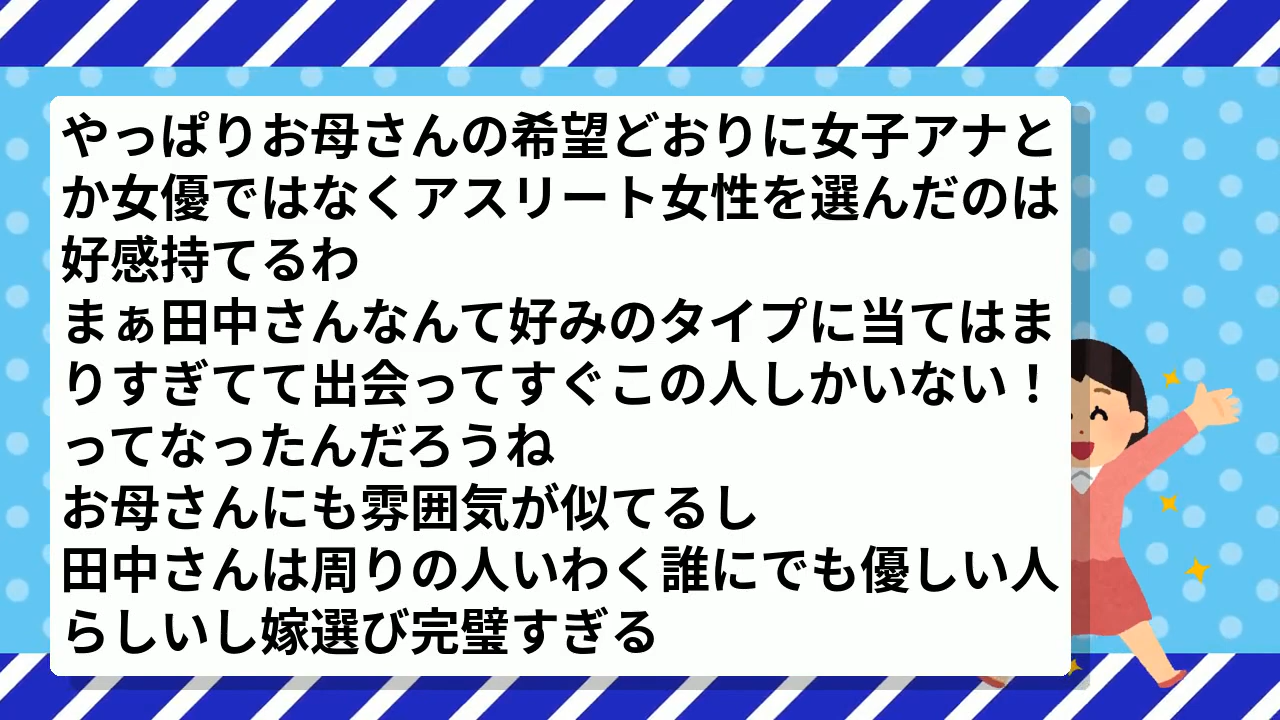 やっぱりお母さんの希望どおりに女子アナと
か女優ではなくアスリート女性を選んだのは
好感持てるわ
まぁ田中さんなんて好みのタイプに当てはま
りすぎてて出会ってすぐこの人しかいない！
ってなったんだろうね
お母さんにも雰囲気が似てるし
田中さんは周りの人いわく誰にでも優しい人
らしいし嫁選び完璧すぎる